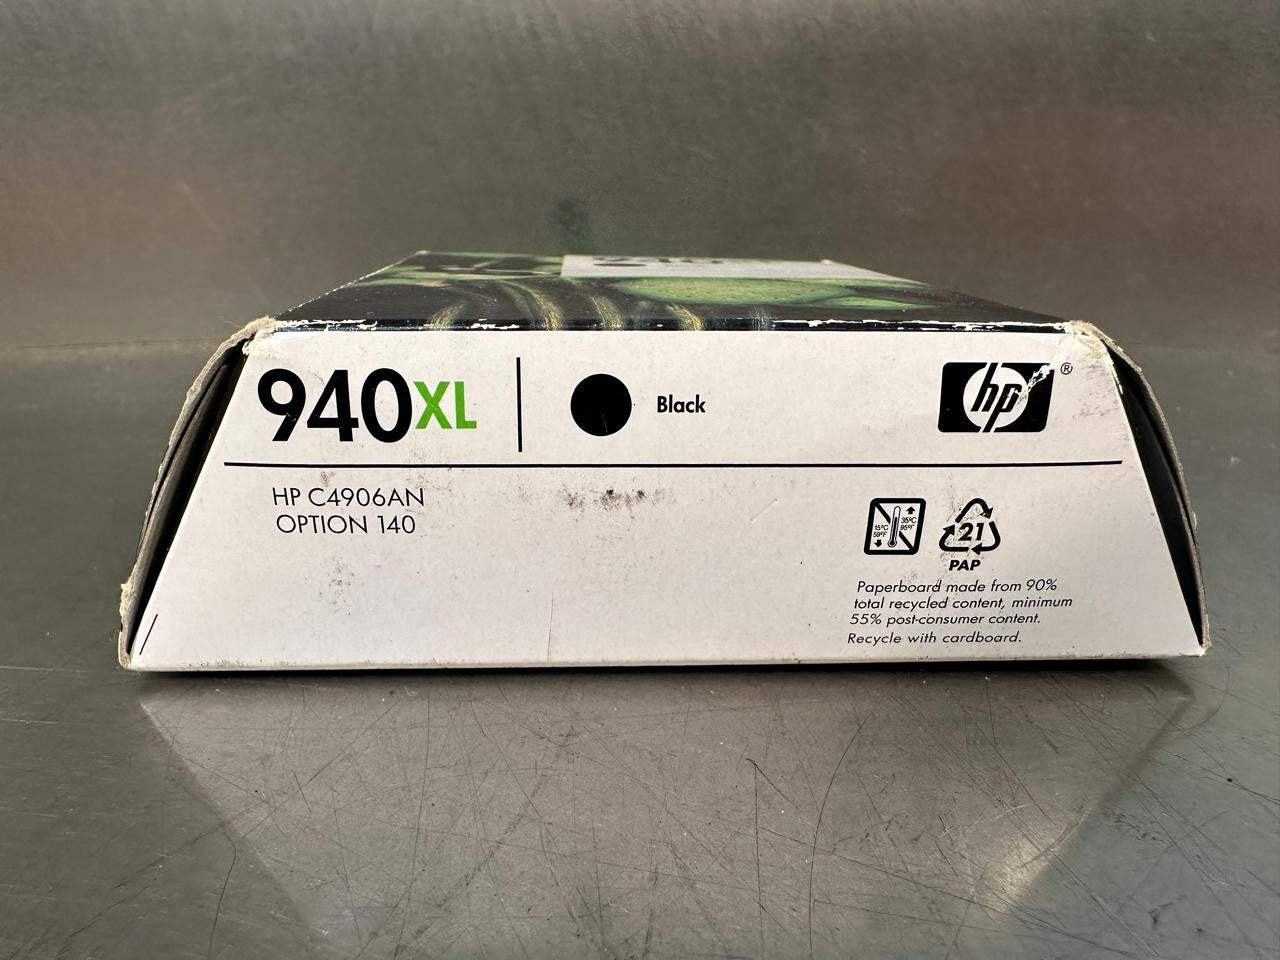 940XL
Black
hp®
HP C4906AN
OPTION 140
35°C
95°F
15°C
59°F
21
PAP
Paperboard made from 90%
total recycled content, minimum
55% post-consumer content.
Recycle with cardboard.